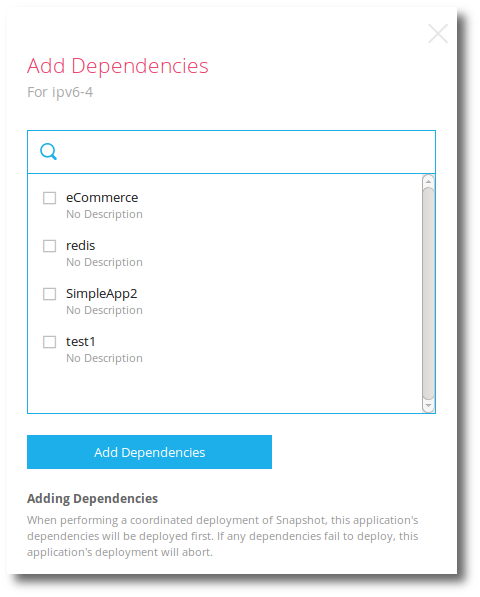 Add Dependencies
For ipv6-4
eCommerce
No Description
redis
No Description
SimpleApp2
No Description
test1
No Description
Add Dependencies
Adding Dependencies
When performing a coordinated deployment of Snapshot, this application's
dependencies will be deployed first. If any dependencies fail to deploy, this
application's deployment will abort.